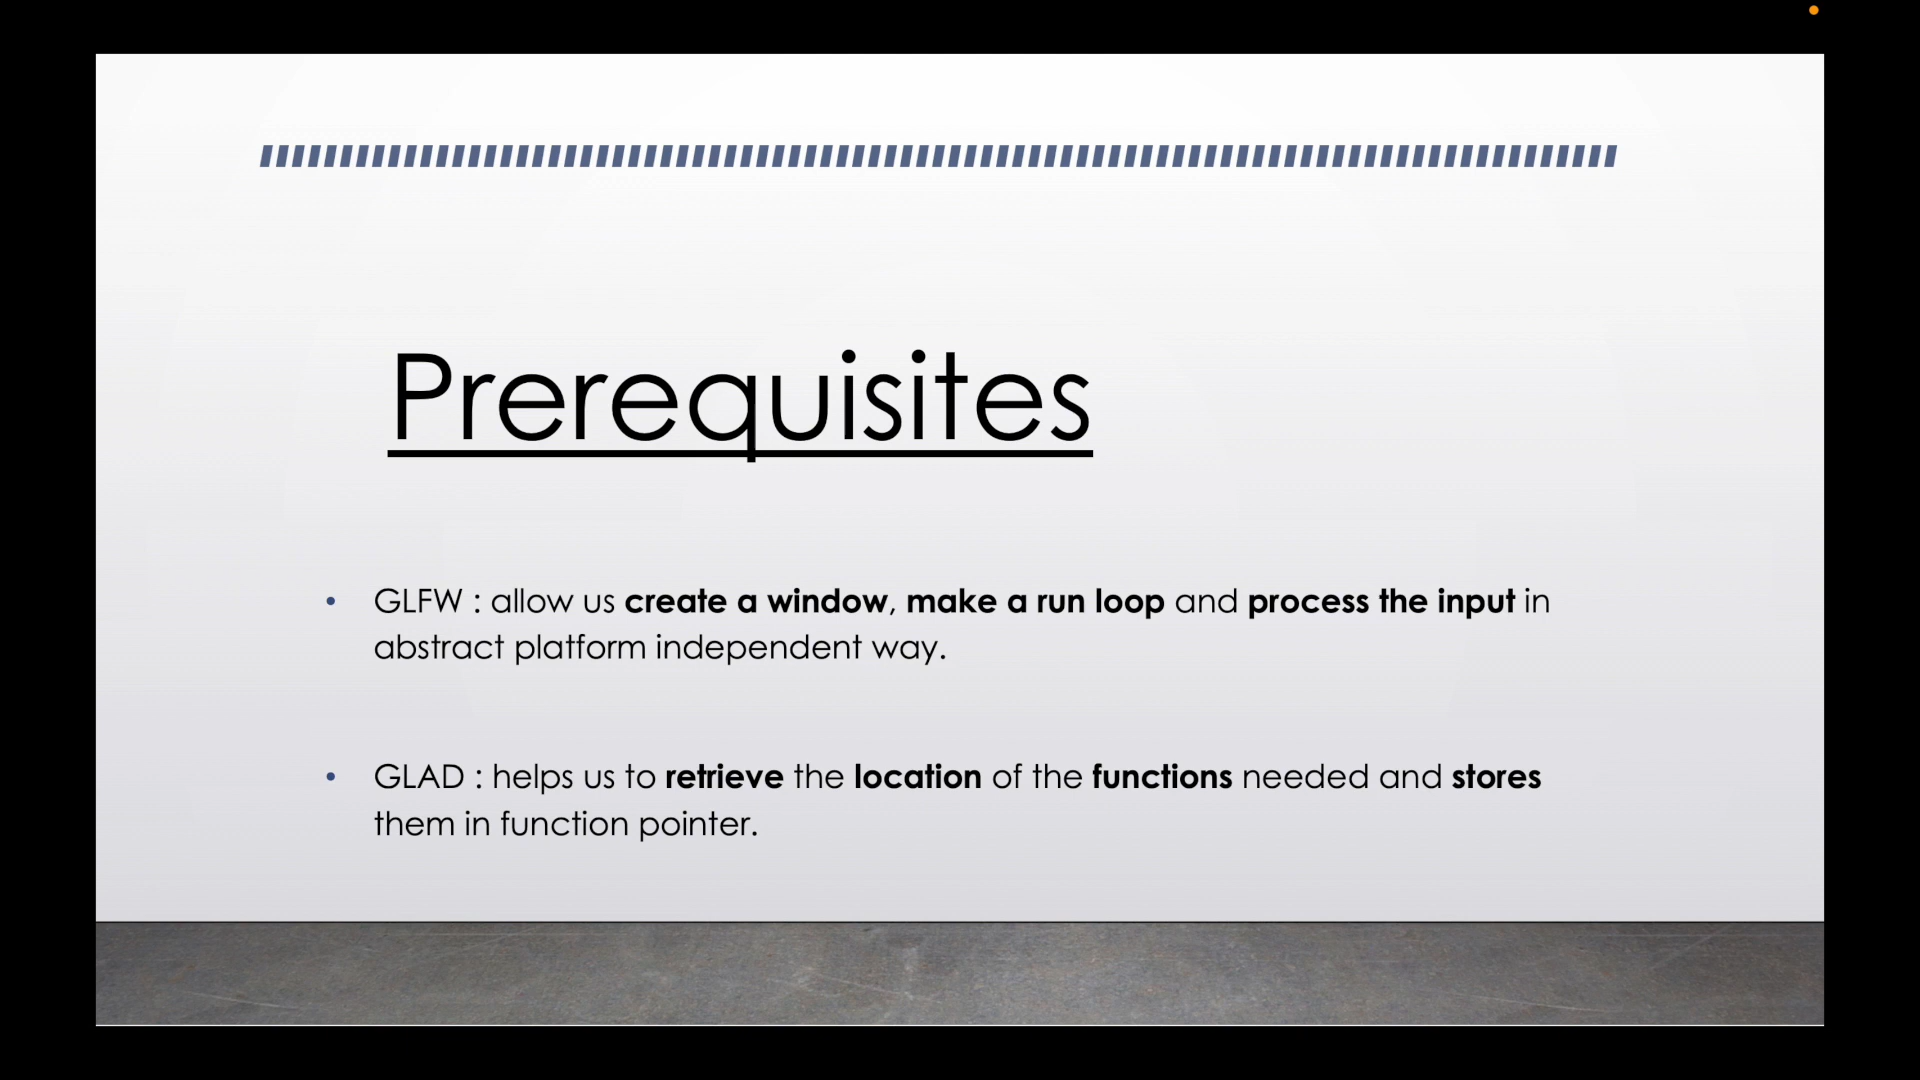 Prerequisites
• GLFW : allow us create a window, make a run loop and process the input in
abstract platform independent way.
• GLAD : helps us to retrieve the location of the functions needed and stores
them in function pointer.